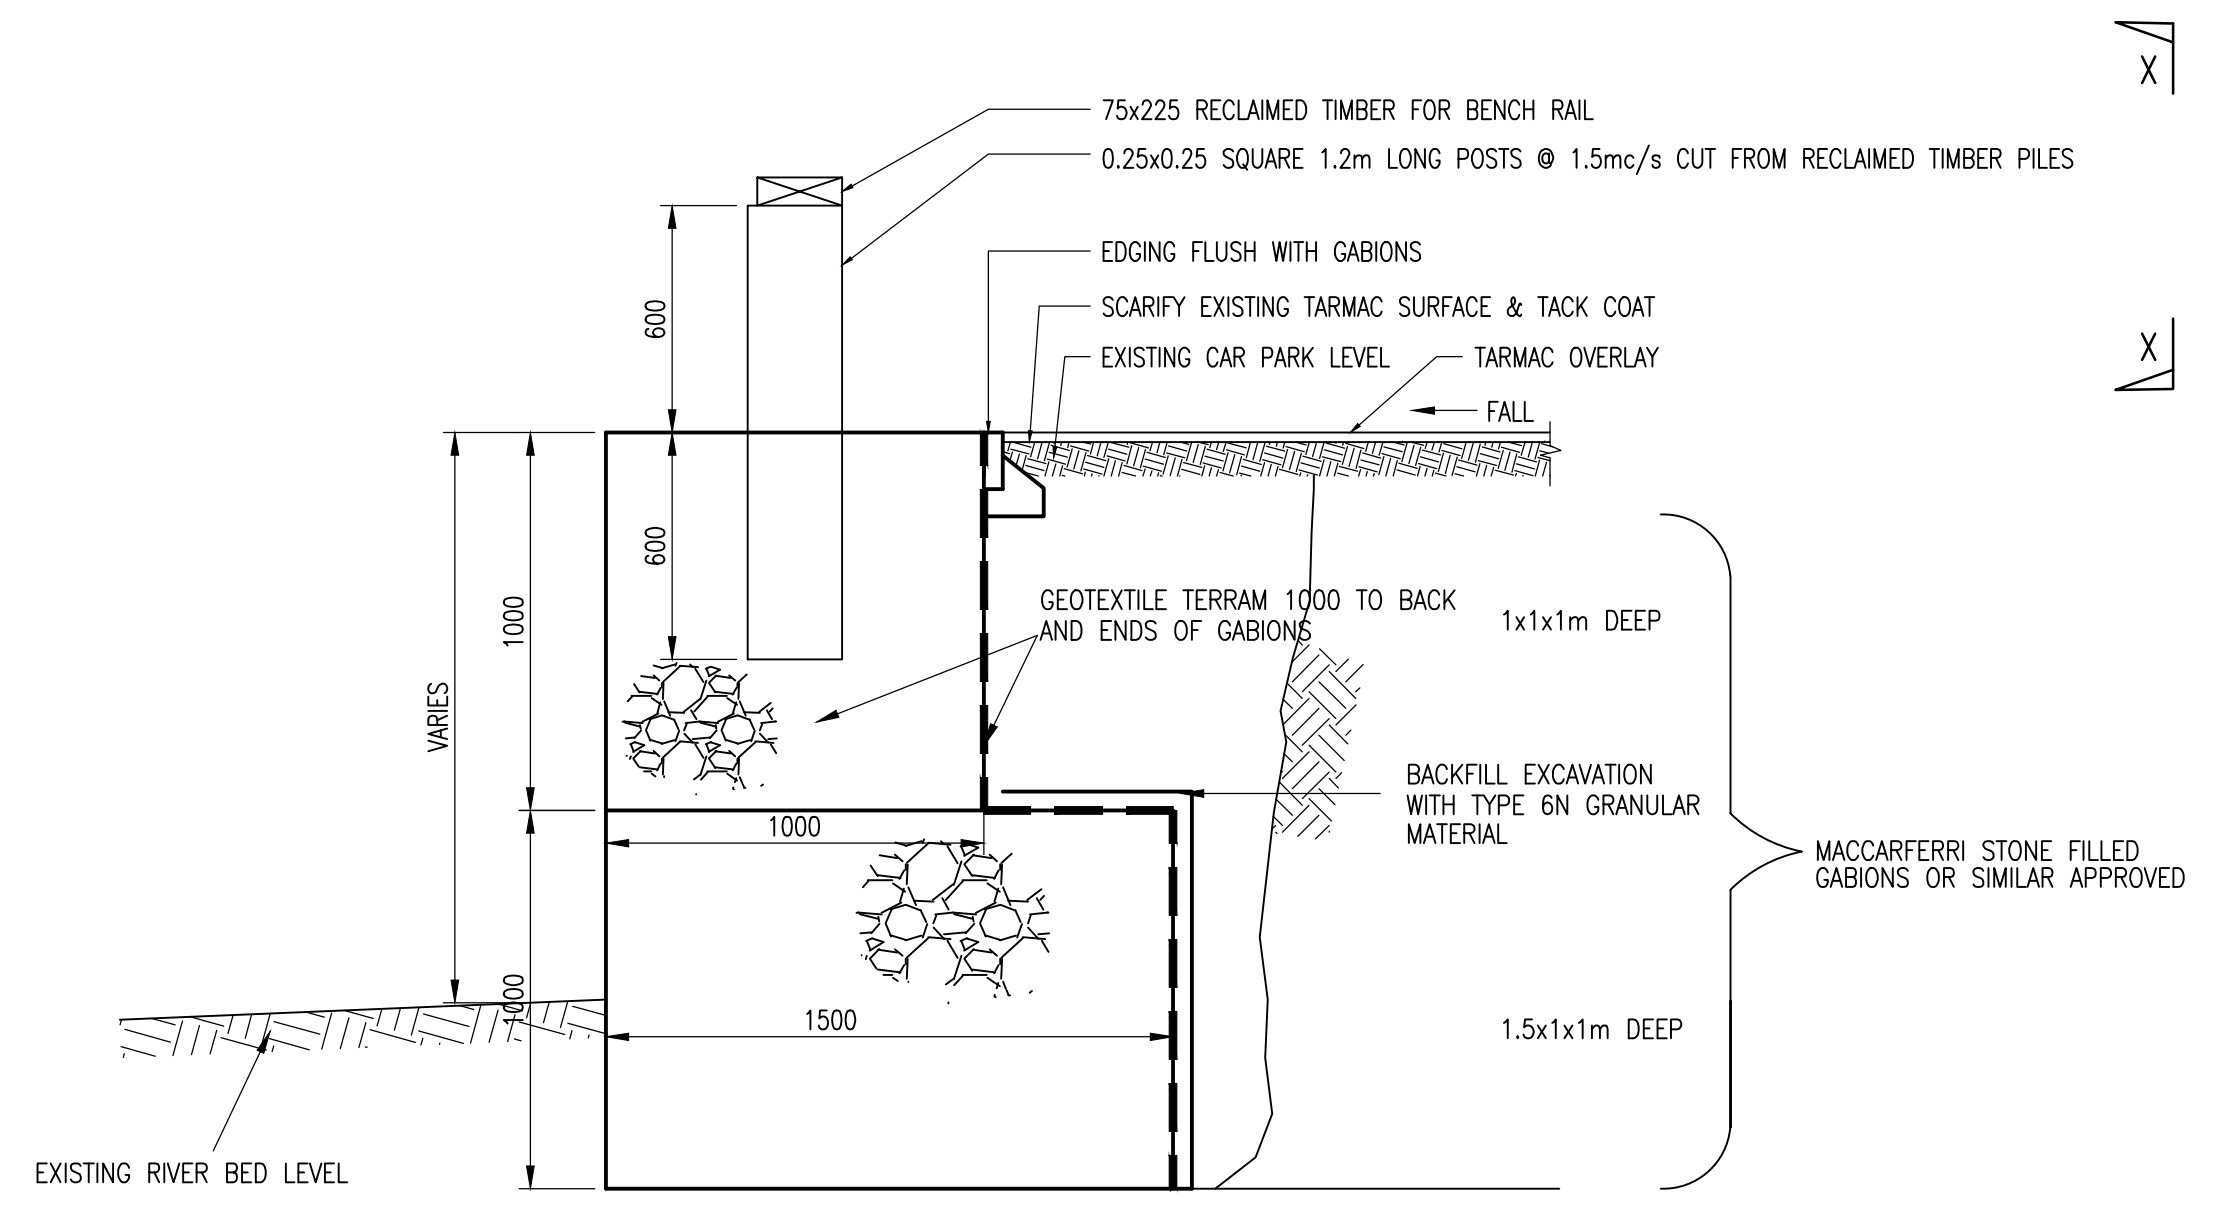 X
75x225 RECLAIMED TIMBER FOR BENCH RAIL
0.25x0.25 SQUARE 1.2m LONG POSTS @ 1.5mc/s CUT FROM RECLAIMED TIMBER PILES
EDGING FLUSH WITH GABIONS
SCARIFY EXISTING TARMAC SURFACE & TACK COAT
EXISTING CAR PARK LEVEL
TARMAC OVERLAY
X
FALL
600
600
1000
VARIES
GEOTEXTILE TERRAM 1000 TO BACK
AND ENDS OF GABIONS
1x1x1m DEEP
BACKFILL EXCAVATION
WITH TYPE 6N GRANULAR
MATERIAL
1000
MACCARFERRI STONE FILLED
GABIONS OR SIMILAR APPROVED
1000
1500
1.5x1x1m DEEP
EXISTING RIVER BED LEVEL